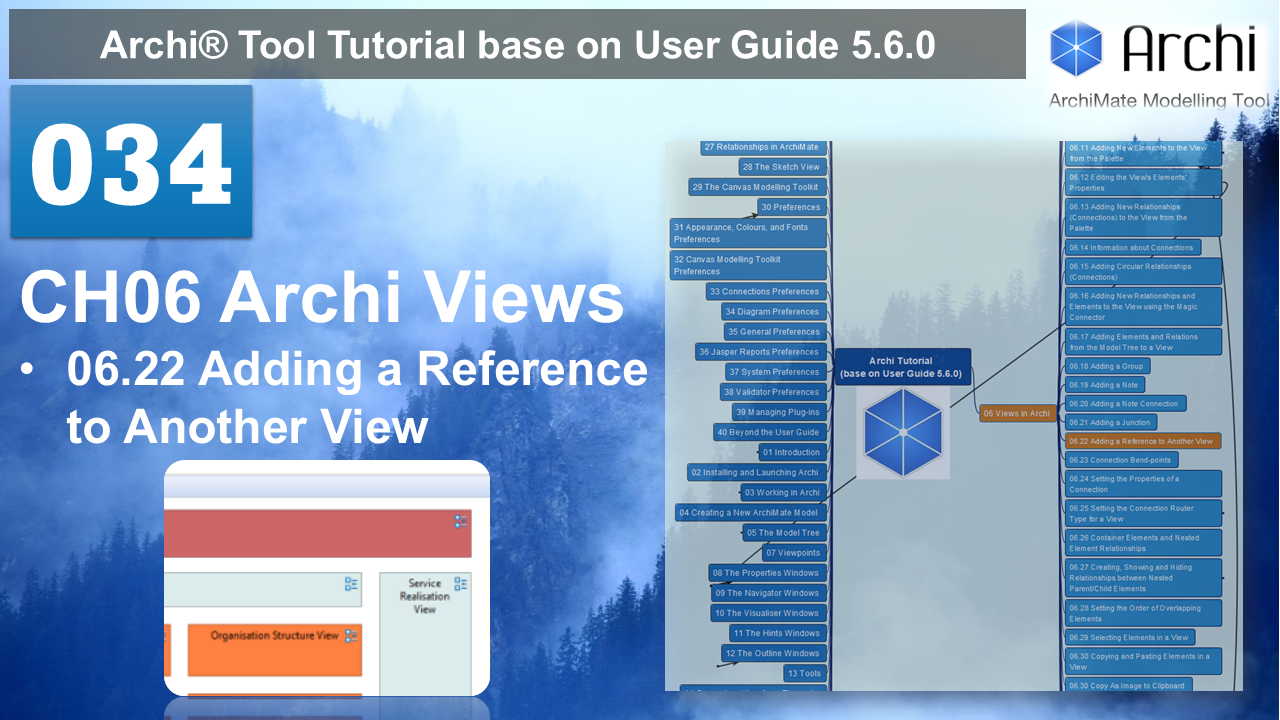 Archi® Tool Tutorial base on User Guide 5.6.0
Archi
ArchiMate Modelling Tool
034
CH06 Archi Views
• 06.22 Adding a Reference
to Another View
Service
Realisation
View
Organisation Structure View
27 Relationships in ArchiMate
28 The Sketch View
29 The Canvas Modelling Toolkit
30 Preferences
31 Appearance, Colours, and Fonts
Preferences
32 Canvas Modelling Toolkit
Preferences
33 Connections Preferences
34 Diagram Preferences
35 General Preferences
36 Jasper Reports Preferences
37 System Preferences
38 Validator Preferences
39 Managing Plug-ins
40 Beyond the User Guide
01 Introduction
02 Installing and Launching Archi
03 Working in Archi
04 Creating a New ArchiMate Model
05 The Model Tree
07 Viewpoints
08 The Properties Windows
09 The Navigator Windows
10 The Visualiser Windows
11 The Hints Windows
12 The Outline Windows
13 Tools
Archi Tutorial
(base on User Guide 5.6.0)
06 Views in Archi
06.11 Adding New Elements to the View
from the Palette
06.12 Editing the View's Elements'
Properties
06.13 Adding New Relationships
(Connections) to the View from the
Palette
06.14 Information about Connections
06.15 Adding Circular Relationships
(Connections)
06.16 Adding New Relationships and
Elements to the View using the Magic
Connector
06.17 Adding Elements and Relations
from the Model Tree to a View
06.18 Adding a Group
06.19 Adding a Note
06.20 Adding a Note Connection
06.21 Adding a Junction
06.22 Adding a Reference to Another View
06.23 Connection Bend-points
06.24 Setting the Properties of a
Connection
06.25 Setting the Connection Router
Type for a View
06.26 Container Elements and Nested
Element Relationships
06.27 Creating, Showing and Hiding
Relationships between Nested
Parent/Child Elements
06.28 Setting the Order of Overlapping
Elements
06.29 Selecting Elements in a View
06.30 Copying and Pasting Elements in a
View
06.30 Copy As Image to Clipboard